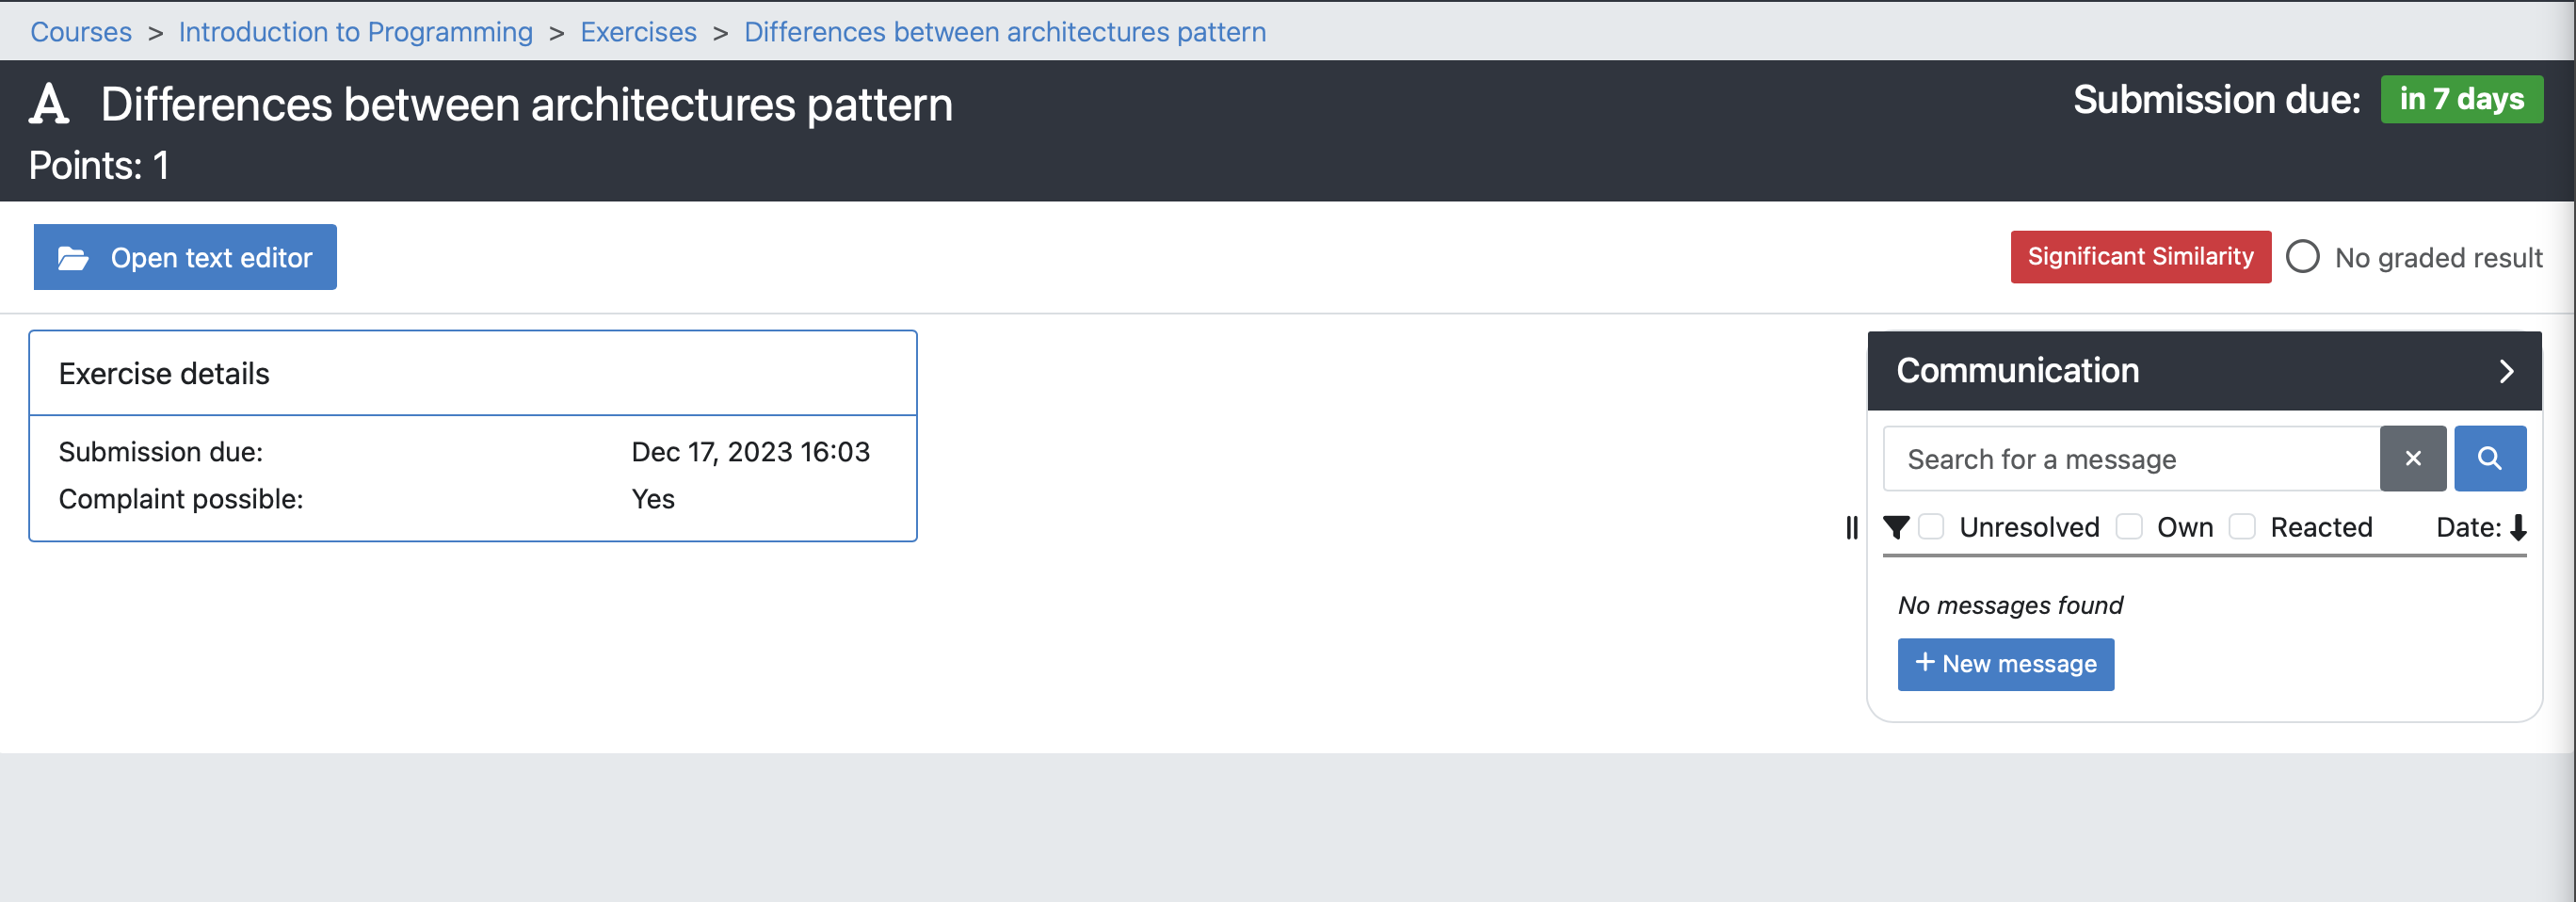 Courses > Introduction to Programming > Exercises > Differences between architectures pattern
A Differences between architectures pattern
Submission due: in 7 days
Points: 1
Open text editor
Significant Similarity No graded result
Exercise details
Submission due: Dec 17, 2023 16:03
Complaint possible: Yes
Communication
Search for a message
Unresolved Own Reacted Date:
No messages found
+ New message